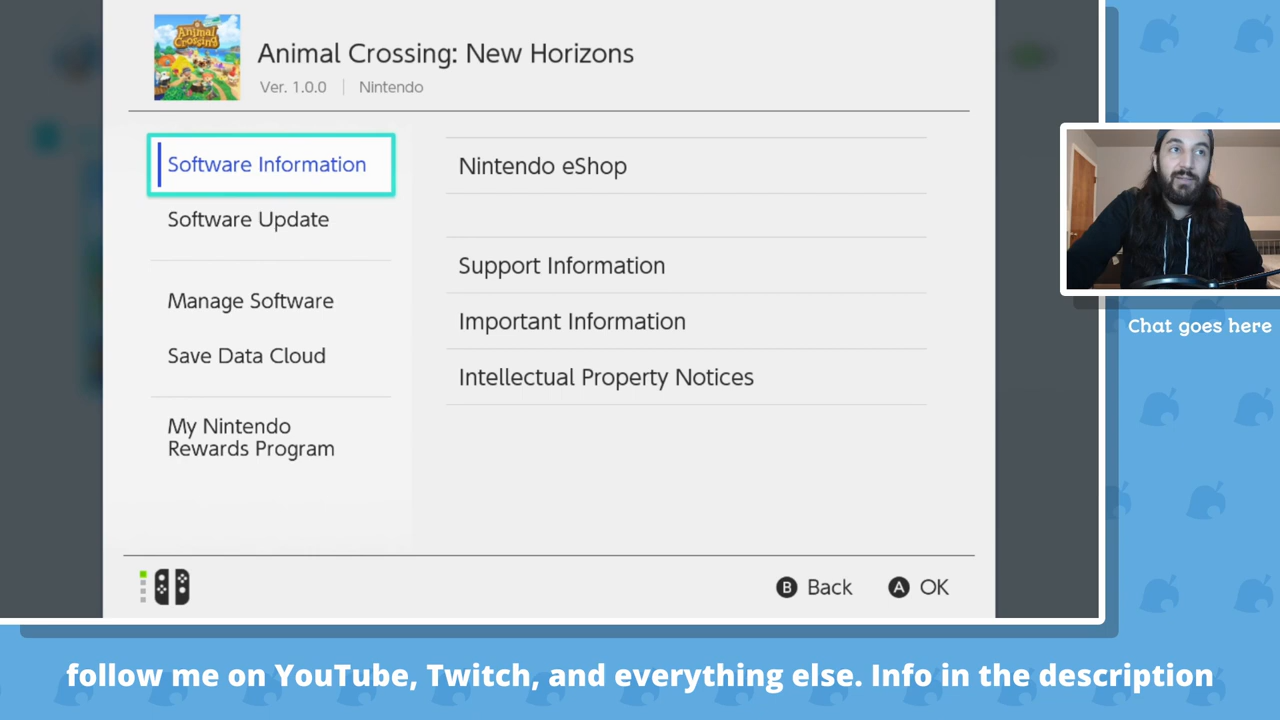 Animal Crossing
Animal Crossing: New Horizons
Ver. 1.0.0 | Nintendo
Software Information
Software Update
Manage Software
Save Data Cloud
My Nintendo
Rewards Program
Nintendo eShop
Support Information
Important Information
Intellectual Property Notices
B Back A OK
Chat goes here
follow me on YouTube, Twitch, and everything else. Info in the description